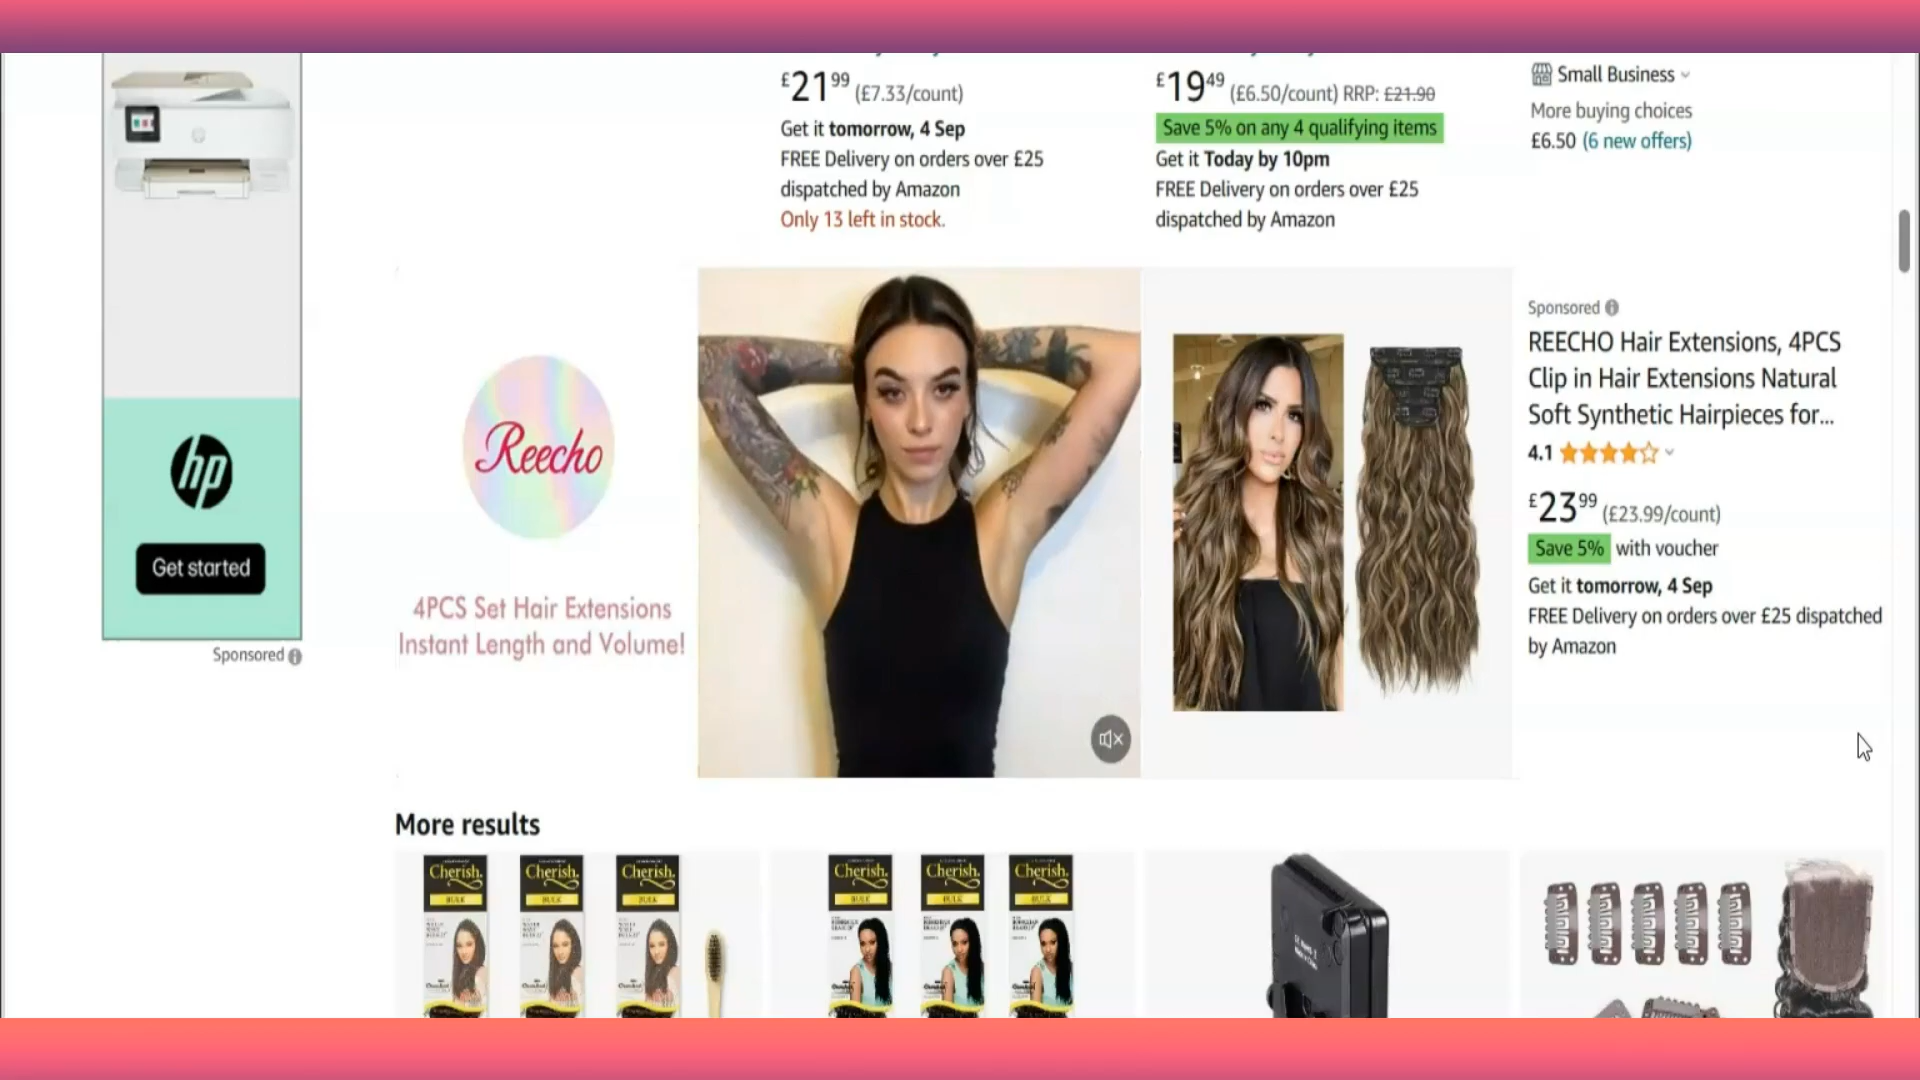 £21.99 (£7.33/count)
Get it tomorrow, 4 Sep
FREE Delivery on orders over £25
dispatched by Amazon
Only 13 left in stock.
£19.49 (£6.50/count) RRP: £21.90
Save 5% on any 4 qualifying items
Get it Today by 10pm
FREE Delivery on orders over £25
dispatched by Amazon
Small Business
More buying choices
£6.50 (6 new offers)
hp
Get started
Sponsored
Reecho
4PCS Set Hair Extensions
Instant Length and Volume!
Sponsored
REECHO Hair Extensions, 4PCS
Clip in Hair Extensions Natural
Soft Synthetic Hairpieces for...
4.1
£23.99 (£23.99/count)
Save 5% with voucher
Get it tomorrow, 4 Sep
FREE Delivery on orders over £25 dispatched
by Amazon
More results
Cherish.
BULK
Cherish.
BULK
Cherish.
BULK
Cherish.
BULK
Cherish.
BULK
Cherish.
BULK